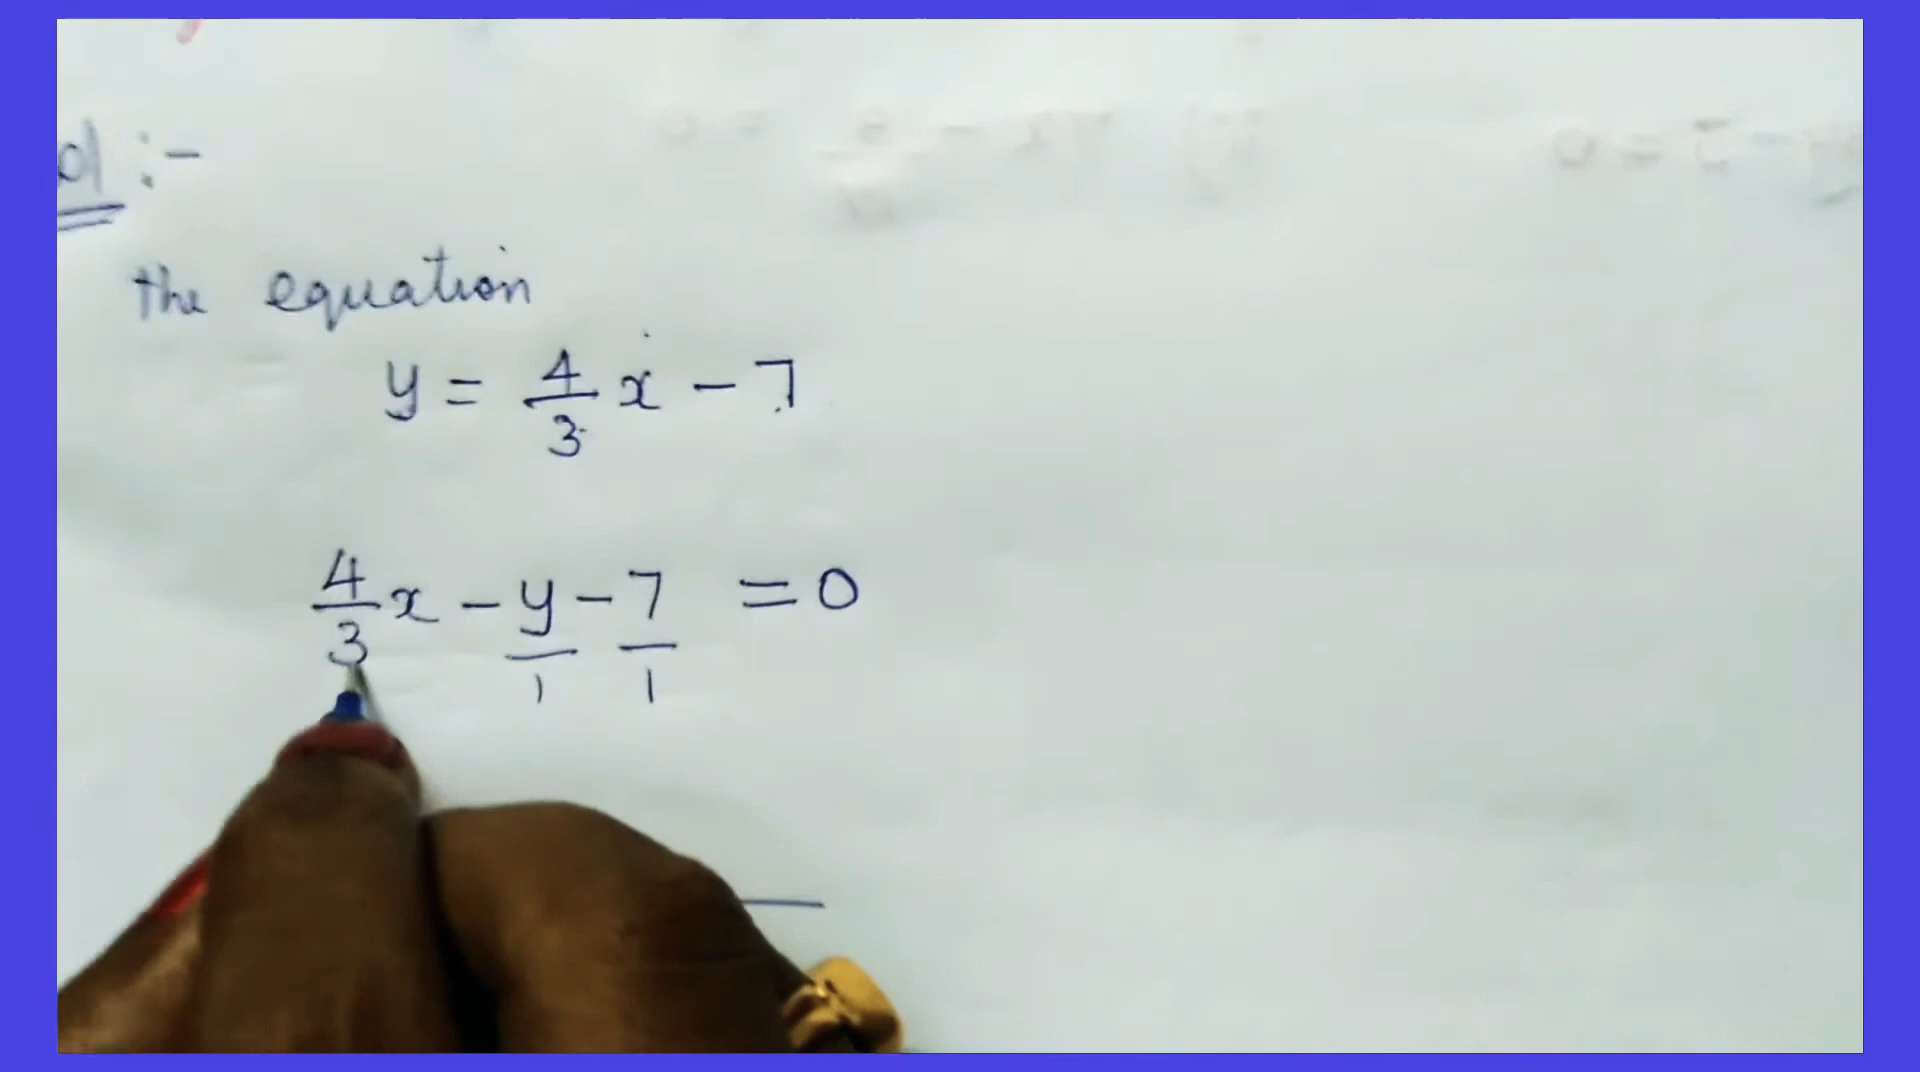 :-
the equation
y = 4/3 x - 7
4/3 x - y/1 - 7/1 = 0